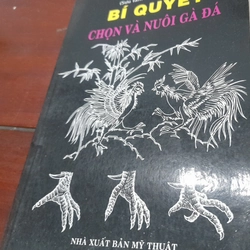 BÍ QUYẾT
CHỌN VÀ NUÔI GÀ ĐÁ
NHÀ XUẤT BẢN MỸ THUẬT